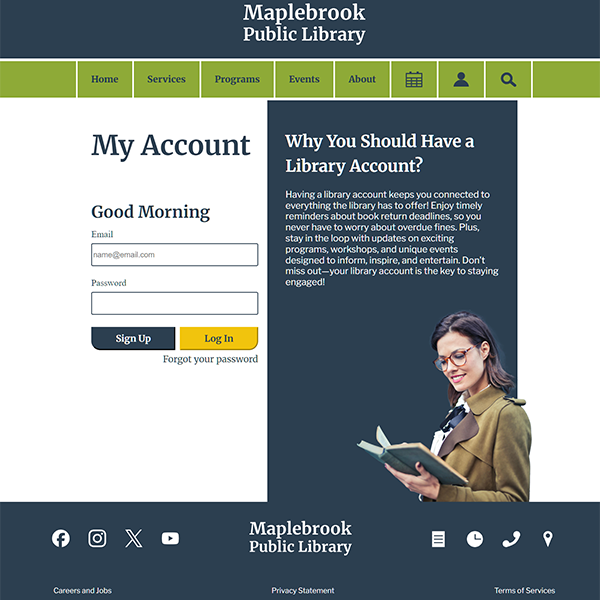 Maplebrook
Public Library
Home Services Programs Events About
My Account
Good Morning
Email
name@email.com
Password
Sign Up Log In
Forgot your password
Why You Should Have a
Library Account?
Having a library account keeps you connected to
everything the library has to offer! Enjoy timely
reminders about book return deadlines, so you
never have to worry about overdue fines. Plus,
stay in the loop with updates on exciting
programs, workshops, and unique events
designed to inform, inspire, and entertain. Don't
miss out—your library account is the key to staying
engaged!
Maplebrook
Public Library
Careers and Jobs Privacy Statement Terms of Services